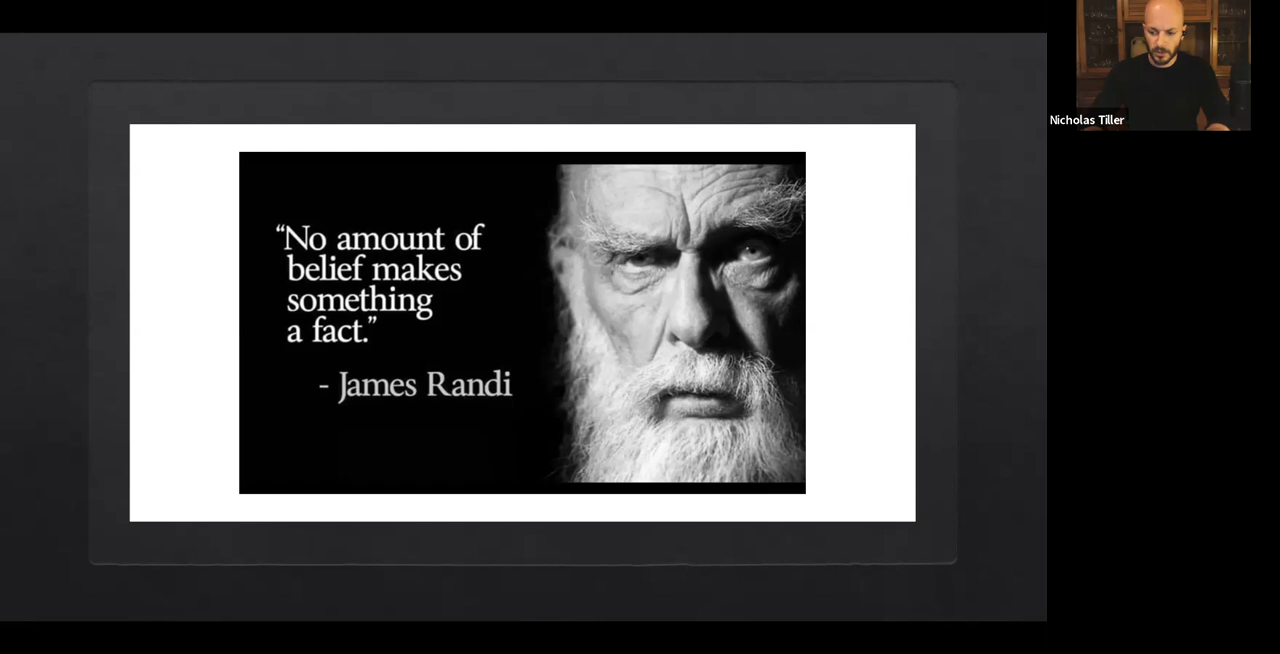 “No amount of
belief makes
something
a fact.”
- James Randi
Nicholas Tiller